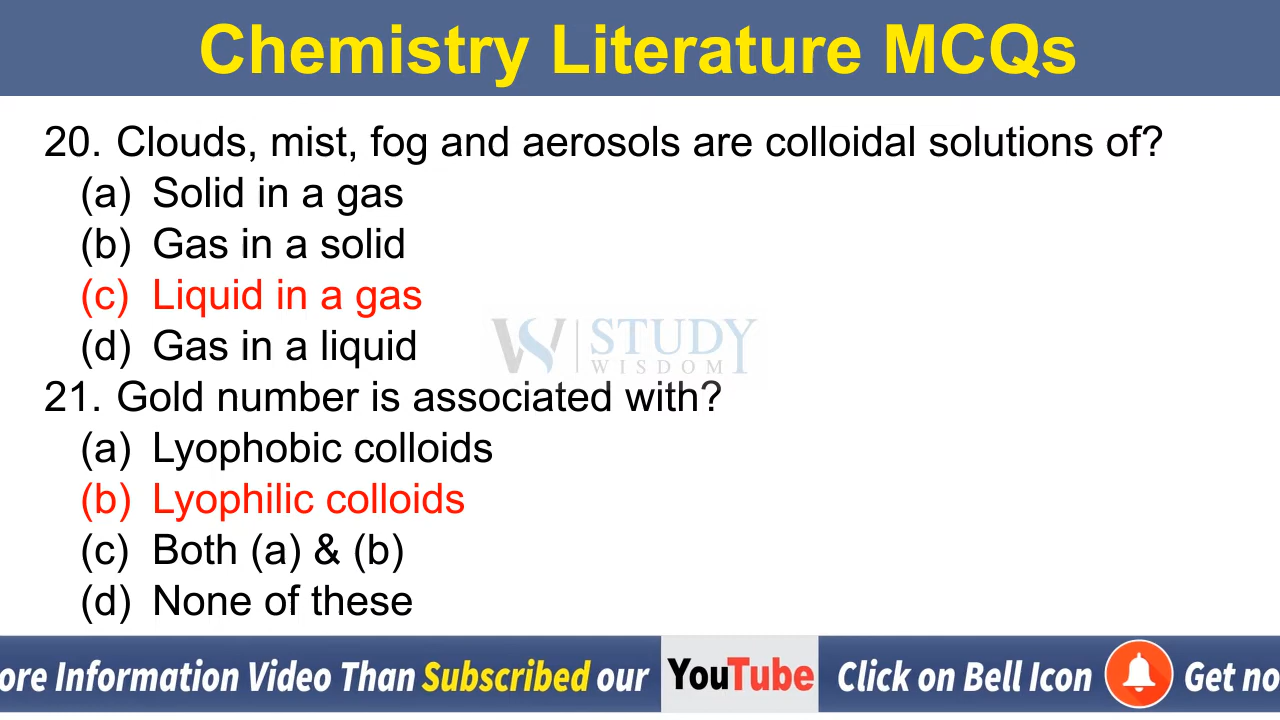 Chemistry Literature MCQs
20. Clouds, mist, fog and aerosols are colloidal solutions of?
(a) Solid in a gas
(b) Gas in a solid
(c) Liquid in a gas
(d) Gas in a liquid
WS STUDY
WISDOM
21. Gold number is associated with?
(a) Lyophobic colloids
(b) Lyophilic colloids
(c) Both (a) & (b)
(d) None of these
ore Information Video Than Subscribed our YouTube Click on Bell Icon Get no